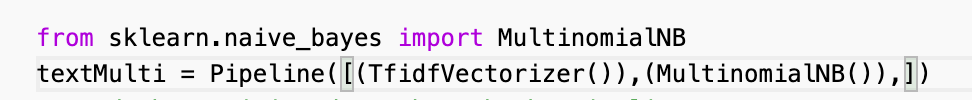 from sklearn.naive_bayes import MultinomialNB
textMulti = Pipeline([(TfidfVectorizer()),(MultinomialNB()),])